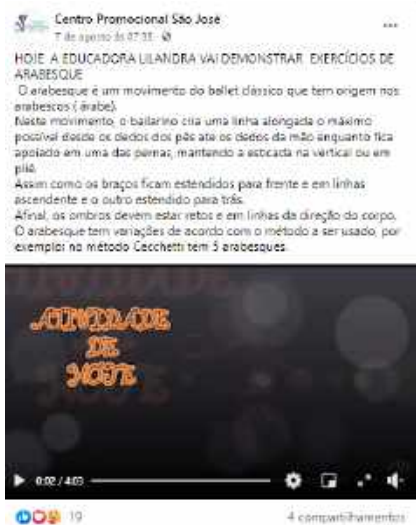 Centro Promocional São José
7 de agosto às 07:35
HOJE A EDUCADORA LILANDRA VAI DEMONSTRAR EXERCÍCIOS DE
ARABESQUE
O arabesque é um movimento do ballet clássico que tem origem nos
arabescos ( árabe).
Neste movimento, o bailarino cria uma linha alongada o máximo
possível desde os dedos dos pés ate os dedos da mão enquanto fica
apoiado em uma das pernas, mantendo a esticada na vertical ou em
plié.
Assim como os braços ficam estendidos para frente e em linhas
ascendente e o outro estendido para trás.
Afinal, os ombros devem estar retos e em linhas da direção do corpo.
O arabesque tem variações de acordo com o método a ser usado, por
exemplo: no método Cecchetti tem 5 arabesques.
ATIVIDADE
DE
HOJE
0:02 / 4:03
19
4 compartilhamentos